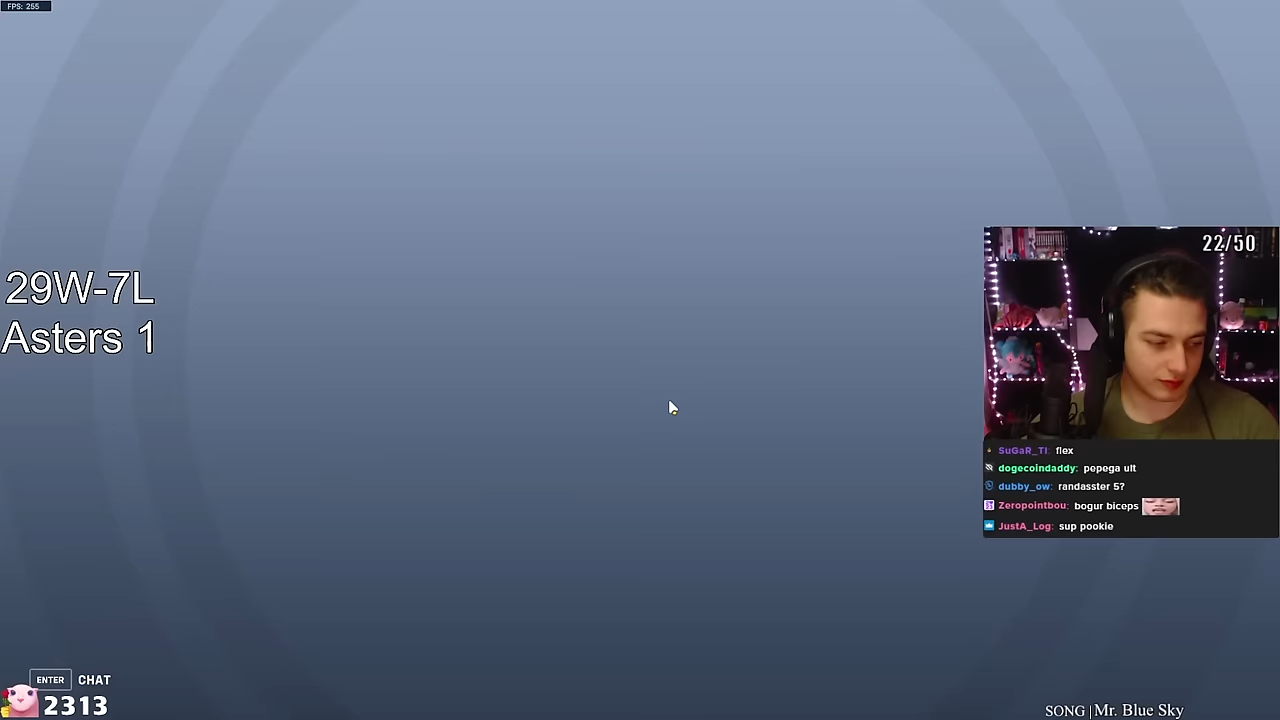 FPS: 255
22/50
29W-7L
Asters 1
SuGaR_TI: flex
dogecoindaddy: pepega ult
dubby_ow: randasster 5?
Zeropointbou: bogur biceps
JustA_Log: sup pookie
ENTER CHAT
2313
SONG | Mr. Blue Sky